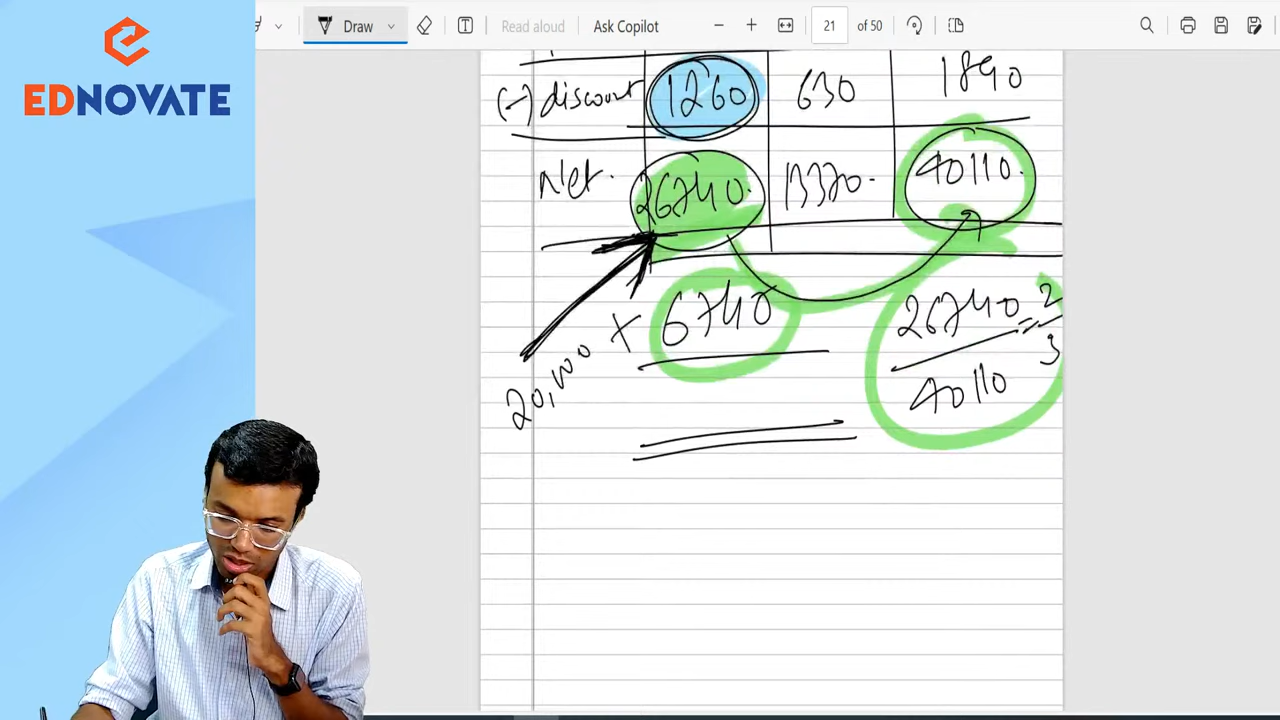 EDNOVATE
Draw
Read aloud
Ask Copilot
21 of 50
(-) discount 1260 630 1890
Net. 26740. 13370. 40110.
20,000 + 6740
26740 = 2
40110 3